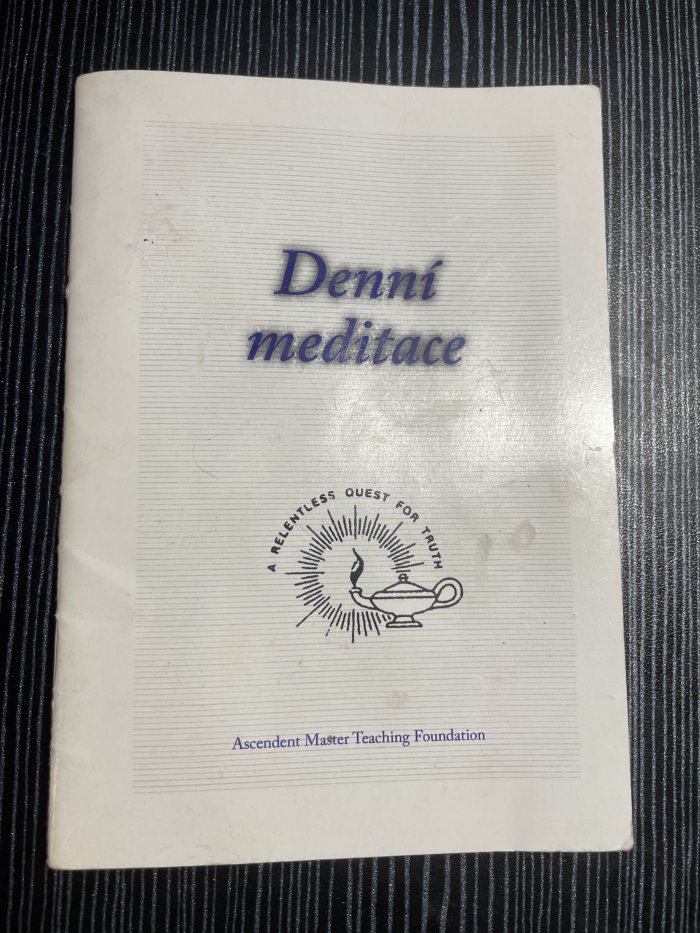 Denní
meditace
A RELENTLESS QUEST FOR TRUTH
Ascendent Master Teaching Foundation